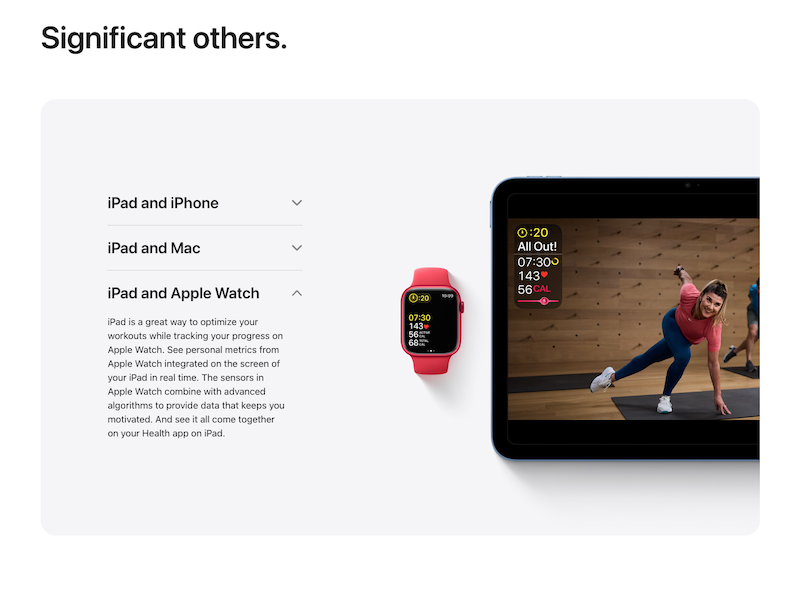 Significant others.
iPad and iPhone
iPad and Mac
iPad and Apple Watch
iPad is a great way to optimize your
workouts while tracking your progress on
Apple Watch. See personal metrics from
Apple Watch integrated on the screen of
your iPad in real time. The sensors in
Apple Watch combine with advanced
algorithms to provide data that keeps you
motivated. And see it all come together
on your Health app on iPad.
:20 10:09
07:30
143
56 ACTIVE CAL
68 TOTAL CAL
:20
All Out!
07:30
143
56 CAL